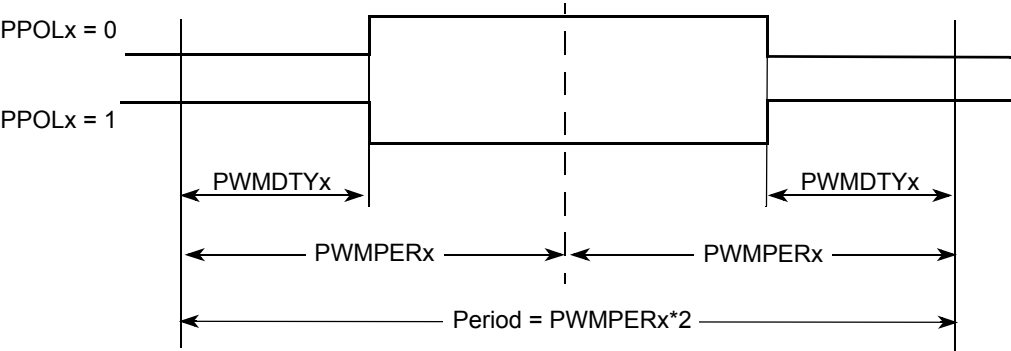 PPOLx = 0
PPOLx = 1
PWMDTYx
PWMDTYx
PWMPERx
PWMPERx
Period = PWMPERx*2